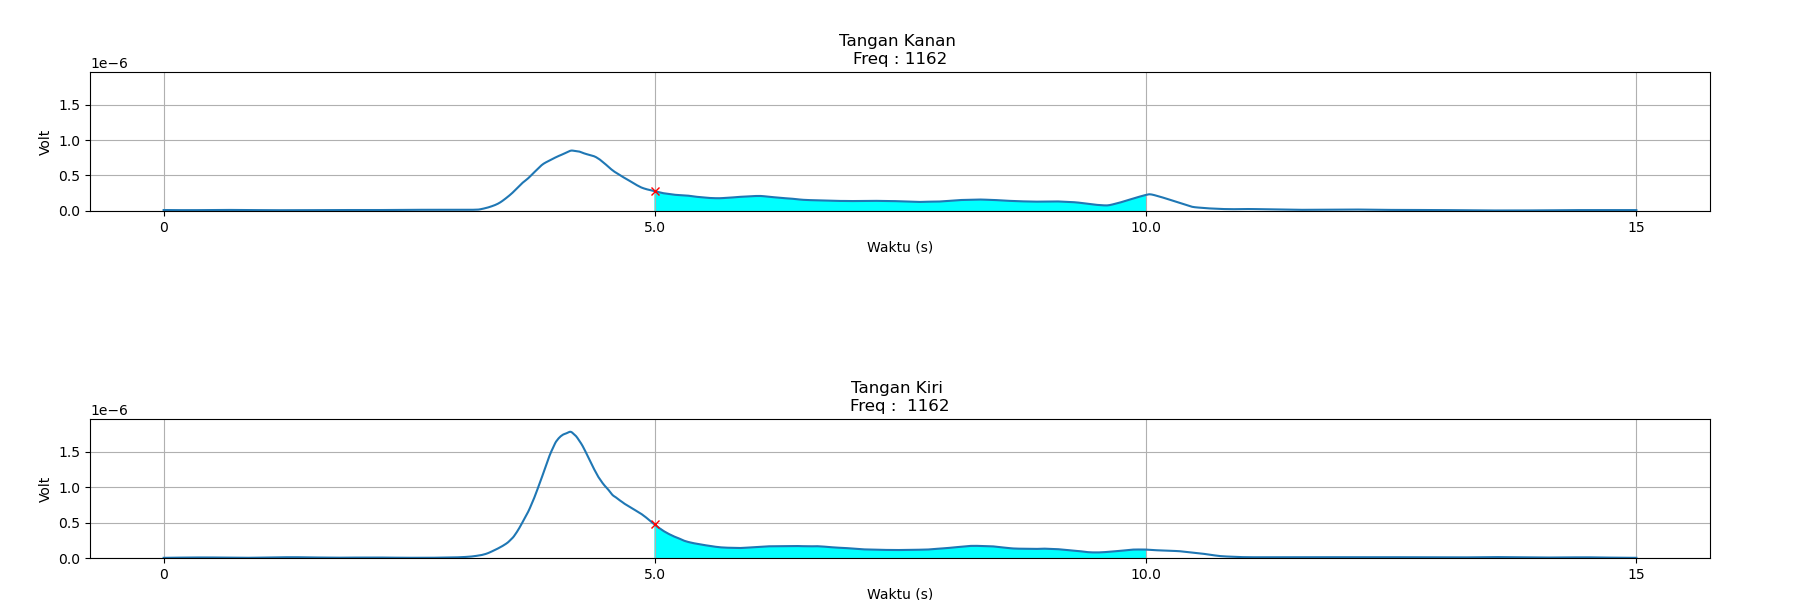 Tangan Kanan
Freq : 1162
1e−6
1.5
1.0
0.5
0.0
Volt
0 5.0 10.0 15
Waktu (s)
Tangan Kiri
Freq :  1162
1e−6
1.5
1.0
0.5
0.0
Volt
0 5.0 10.0 15
Waktu (s)